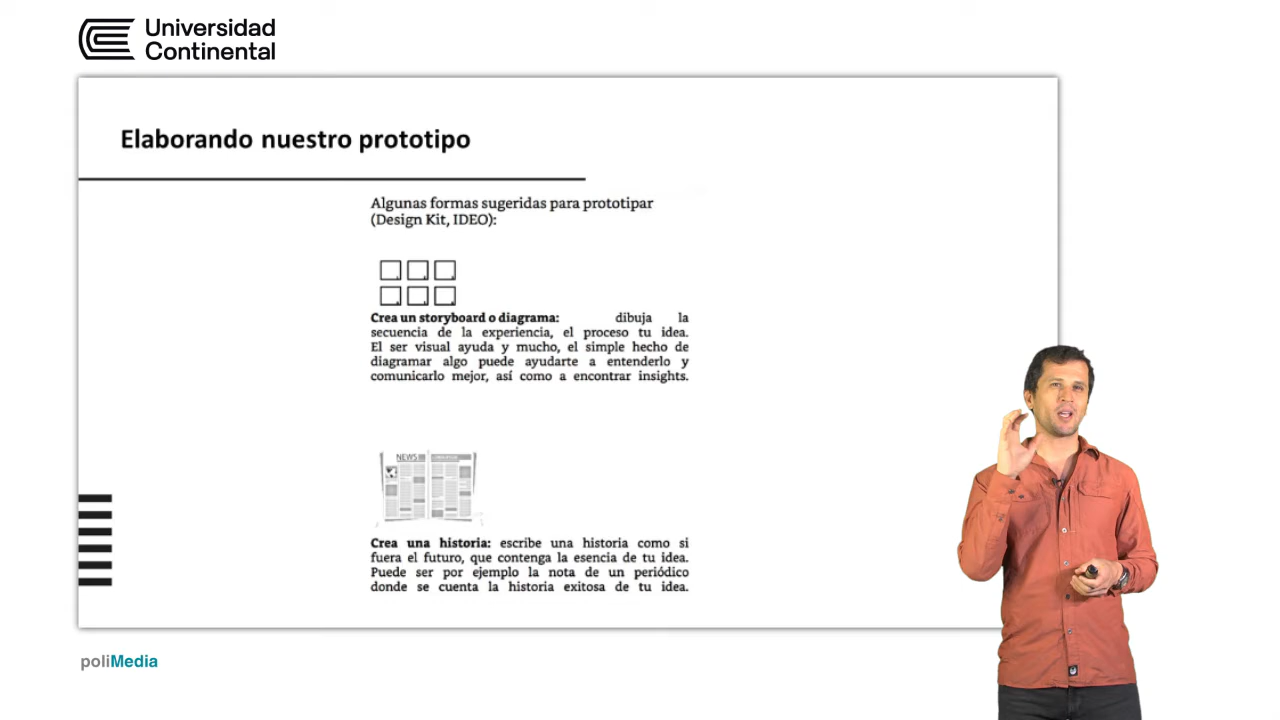 Universidad
Continental
Elaborando nuestro prototipo
Algunas formas sugeridas para prototipar
(Design Kit, IDEO):
Crea un storyboard o diagrama: dibuja la
secuencia de la experiencia, el proceso tu idea.
El ser visual ayuda y mucho, el simple hecho de
diagramar algo puede ayudarte a entenderlo y
comunicarlo mejor, así como a encontrar insights.
NEWS
Crea una historia: escribe una historia como si
fuera el futuro, que contenga la esencia de tu idea.
Puede ser por ejemplo la nota de un periódico
donde se cuenta la historia exitosa de tu idea.
poliMedia